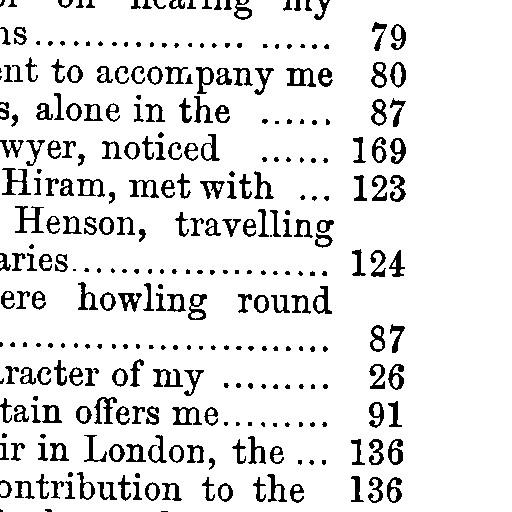 on hearing my
ns................ ...... 79
ent to accompany me 80
s, alone in the ...... 87
wyer, noticed ...... 169
Hiram, met with ... 123
Henson, travelling
aries.................... 124
ere howling round
............................ 87
racter of my ......... 26
tain offers me......... 91
ir in London, the ... 136
ontribution to the 136